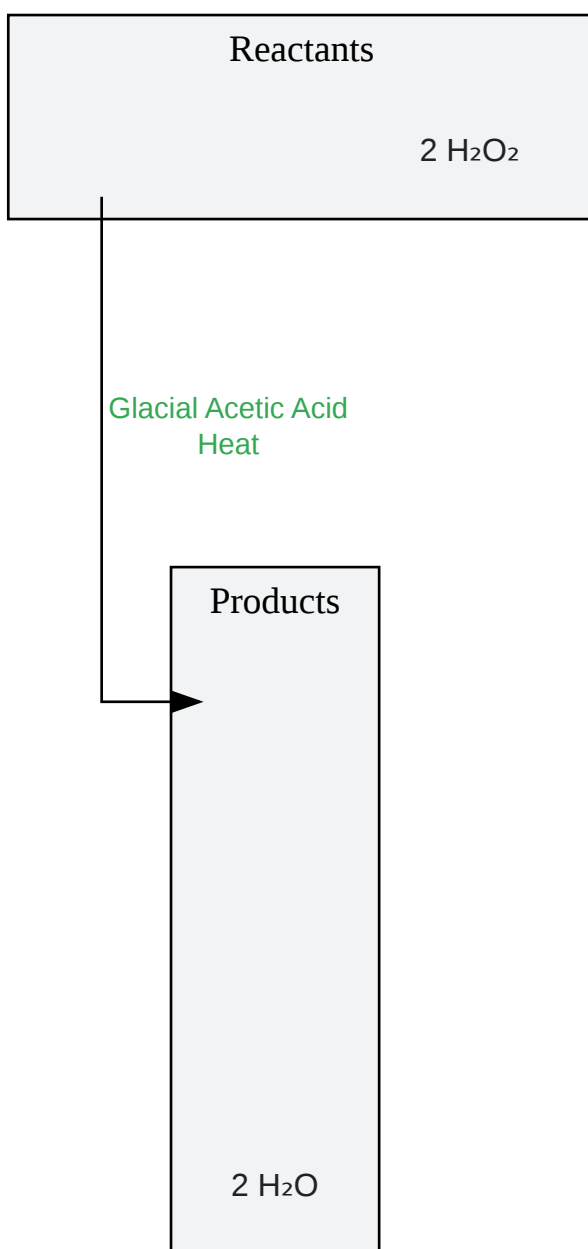 Reactants
2 H₂O₂
Glacial Acetic Acid
Heat
Products
2 H₂O